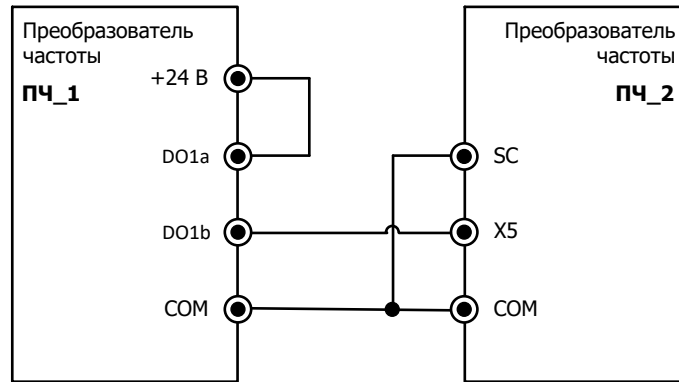 Преобразователь
частоты
ПЧ_1
+24 В
DO1a
DO1b
COM
Преобразователь
частоты
ПЧ_2
SC
X5
COM